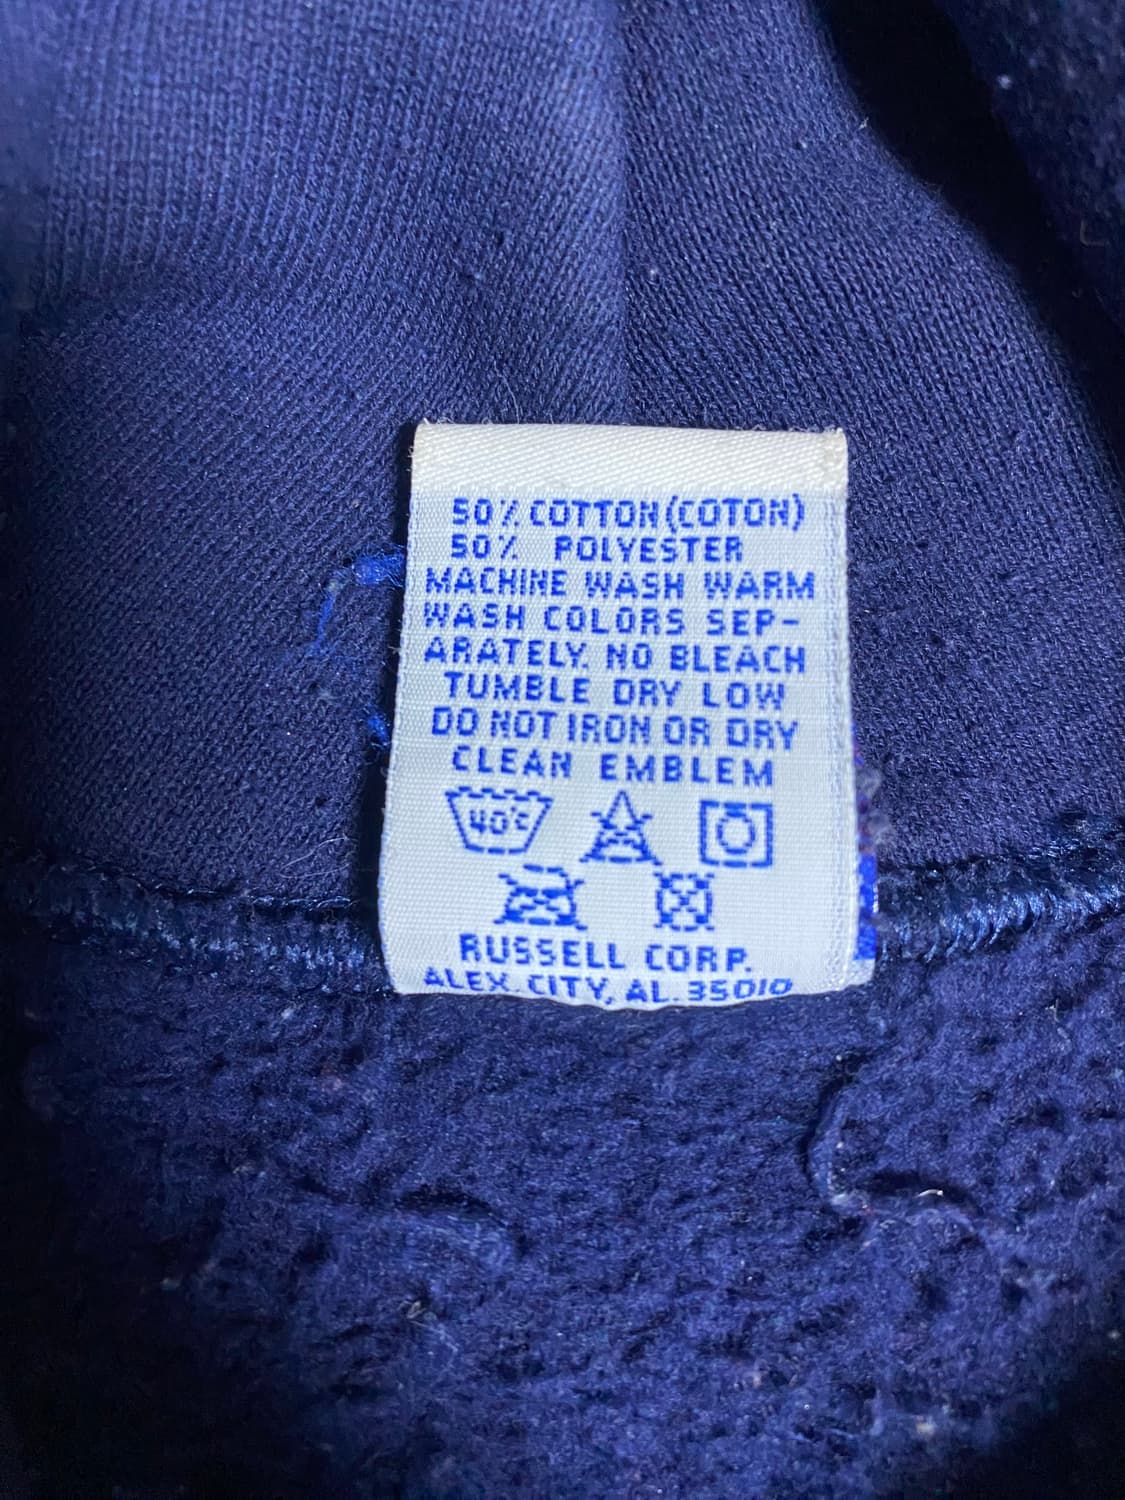 50% COTTON (COTON)
50% POLYESTER
MACHINE WASH WARM
WASH COLORS SEP-
ARATELY. NO BLEACH
TUMBLE DRY LOW
DO NOT IRON OR DRY
CLEAN EMBLEM
40°C
RUSSELL CORP.
ALEX. CITY, AL. 35010